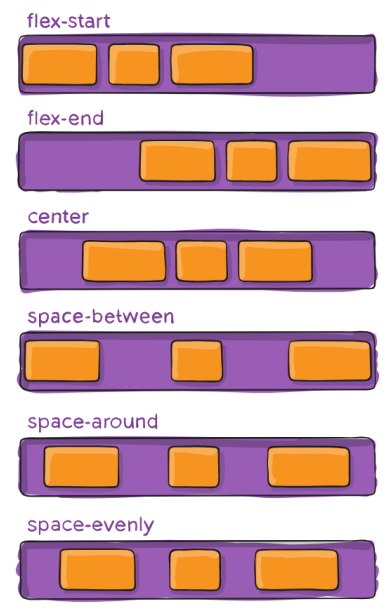 flex-start
flex-end
center
space-between
space-around
space-evenly